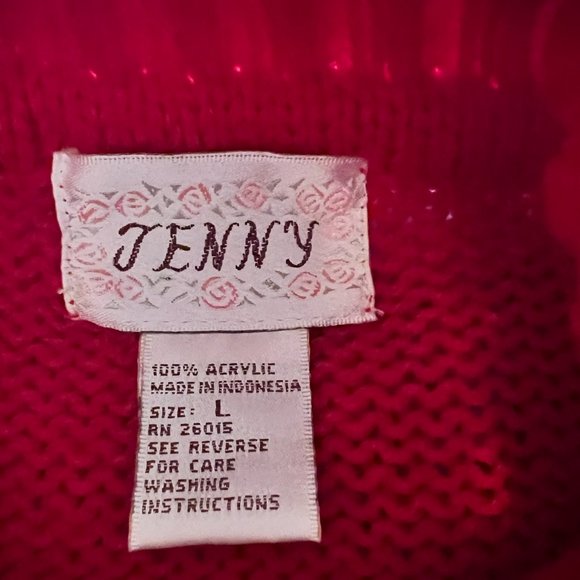 JENNY
100% ACRYLIC
MADE IN INDONESIA
SIZE: L
RN 26015
SEE REVERSE
FOR CARE
WASHING
INSTRUCTIONS